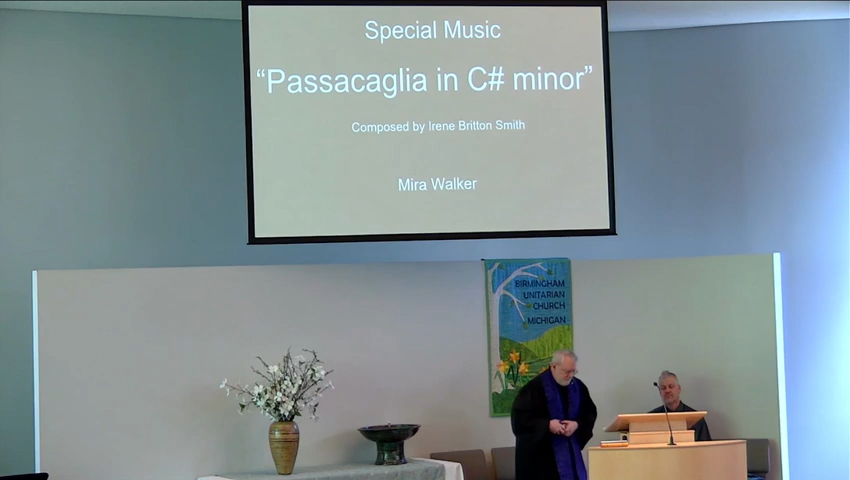 Special Music
“Passacaglia in C# minor”
Composed by Irene Britton Smith
Mira Walker
BIRMINGHAM
UNITARIAN
CHURCH
MICHIGAN